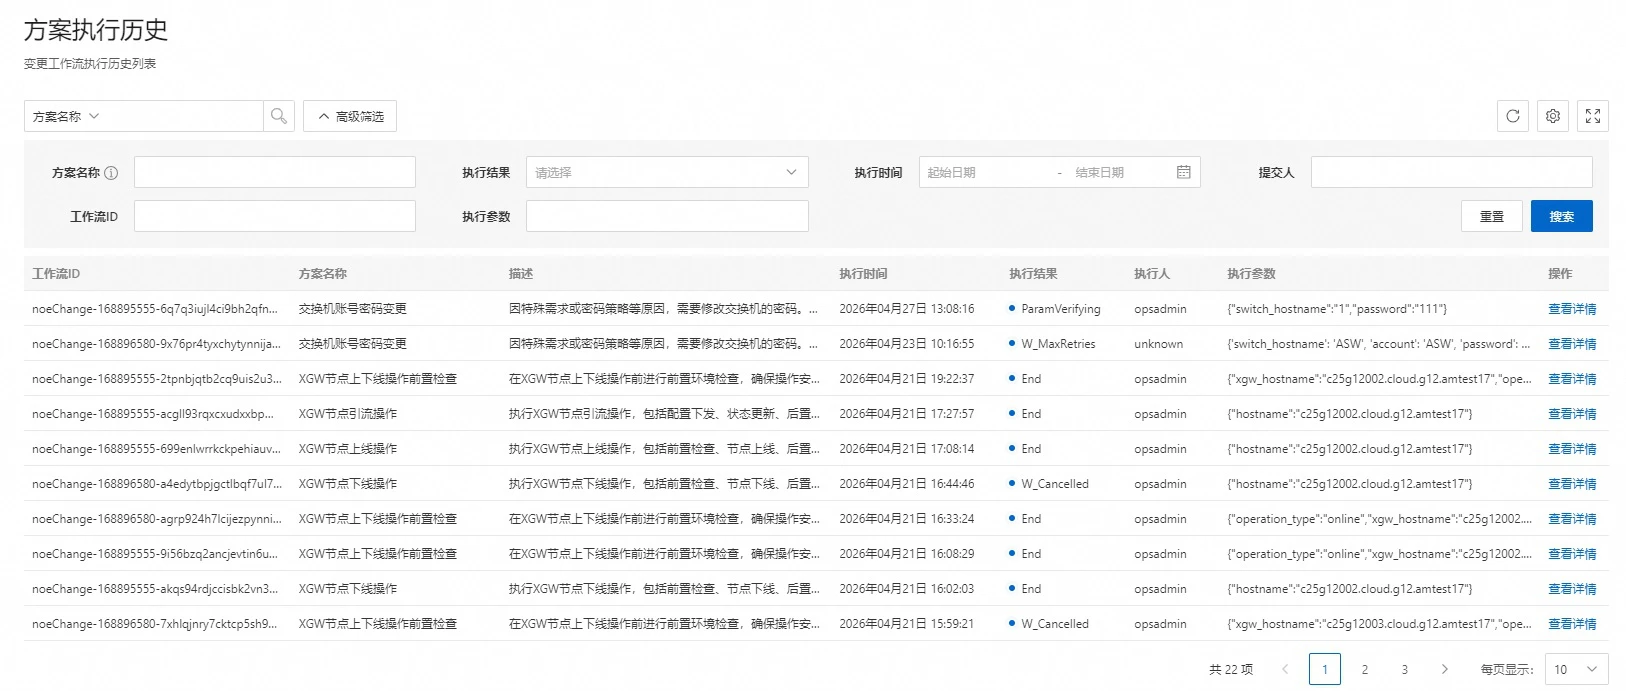 方案执行历史
变更工作流执行历史列表
方案名称 高级筛选
方案名称 执行结果 请选择 执行时间 起始日期 - 结束日期 提交人
工作流ID 执行参数 重置 搜索
工作流ID 方案名称 描述 执行时间 执行结果 执行人 执行参数 操作
noeChange-168895555-6q7q3iujl4ci9bh2qfn... 交换机账号密码变更 因特殊需求或密码策略等原因，需要修改交换机的密码。... 2026年04月27日 13:08:16 ParamVerifying opsadmin {"switch_hostname":"1","password":"111"} 查看详情
noeChange-168896580-9x76pr4tyxchytynnija... 交换机账号密码变更 因特殊需求或密码策略等原因，需要修改交换机的密码。... 2026年04月23日 10:16:55 W_MaxRetries unknown {'switch_hostname': 'ASW', 'account': 'ASW', 'password': ... 查看详情
noeChange-168895555-2tpnbjqtb2cq9uis2u3... XGW节点上下线操作前置检查 在XGW节点上下线操作前进行前置环境检查，确保操作安... 2026年04月21日 19:22:37 End opsadmin {"xgw_hostname":"c25g12002.cloud.g12.amtest17","ope... 查看详情
noeChange-168895555-acgll93rqxcxudxxbp... XGW节点引流操作 执行XGW节点引流操作，包括配置下发、状态更新、后置... 2026年04月21日 17:27:57 End opsadmin {"hostname":"c25g12002.cloud.g12.amtest17"} 查看详情
noeChange-168895555-699enlwrrkckpehiauv... XGW节点上线操作 执行XGW节点上线操作，包括前置检查、节点上线、后置... 2026年04月21日 17:08:14 End opsadmin {"hostname":"c25g12002.cloud.g12.amtest17"} 查看详情
noeChange-168896580-a4edytbpjgctlbqf7ul7... XGW节点下线操作 执行XGW节点下线操作，包括前置检查、节点下线、后置... 2026年04月21日 16:44:46 W_Cancelled opsadmin {"hostname":"c25g12002.cloud.g12.amtest17"} 查看详情
noeChange-168896580-agrp924h7lcijezpynni... XGW节点上下线操作前置检查 在XGW节点上下线操作前进行前置环境检查，确保操作安... 2026年04月21日 16:33:24 End opsadmin {"operation_type":"online","xgw_hostname":"c25g12002.... 查看详情
noeChange-168895555-9i56bzq2ancjevtin6u... XGW节点上下线操作前置检查 在XGW节点上下线操作前进行前置环境检查，确保操作安... 2026年04月21日 16:08:29 End opsadmin {"operation_type":"online","xgw_hostname":"c25g12002.... 查看详情
noeChange-168895555-akqs94rdjccisbk2vn3... XGW节点下线操作 执行XGW节点下线操作，包括前置检查、节点下线、后置... 2026年04月21日 16:02:03 End opsadmin {"hostname":"c25g12002.cloud.g12.amtest17"} 查看详情
noeChange-168896580-7xhlqjnry7cktcp5sh9... XGW节点上下线操作前置检查 在XGW节点上下线操作前进行前置环境检查，确保操作安... 2026年04月21日 15:59:21 W_Cancelled opsadmin {"xgw_hostname":"c25g12003.cloud.g12.amtest17","ope... 查看详情
共 22 项 1 2 3 每页显示： 10